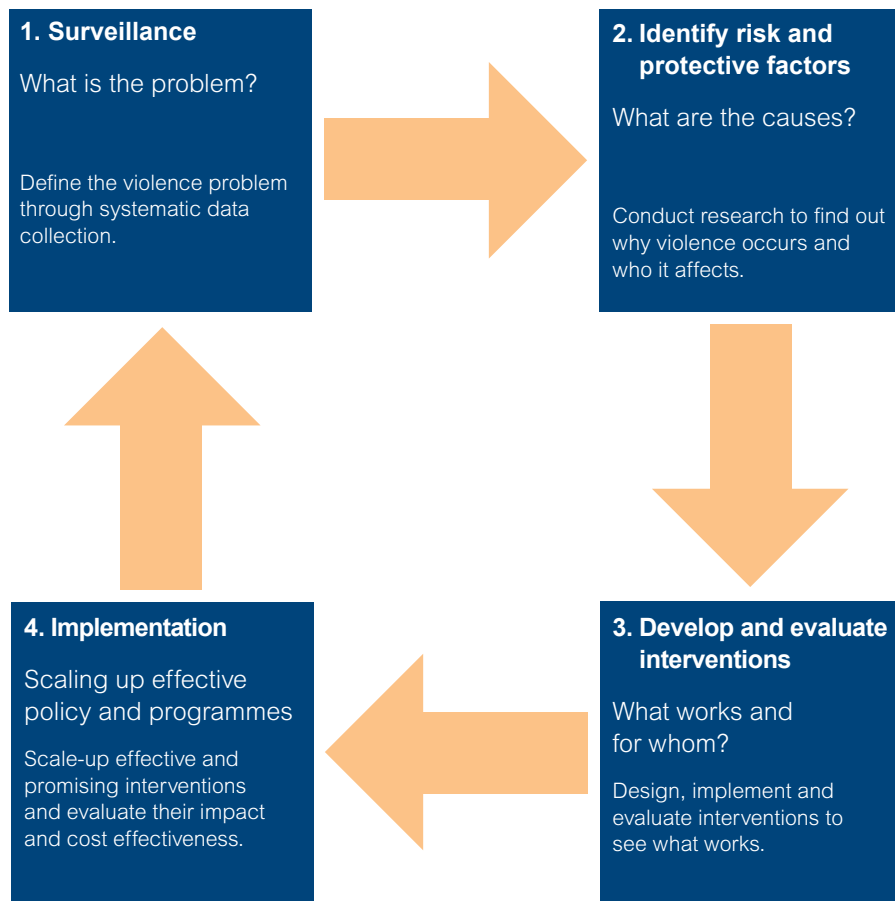 1. Surveillance
What is the problem?
Define the violence problem
through systematic data
collection.
2. Identify risk and
protective factors
What are the causes?
Conduct research to find out
why violence occurs and
who it affects.
3. Develop and evaluate
interventions
What works and
for whom?
Design, implement and
evaluate interventions to
see what works.
4. Implementation
Scaling up effective
policy and programmes
Scale-up effective and
promising interventions
and evaluate their impact
and cost effectiveness.